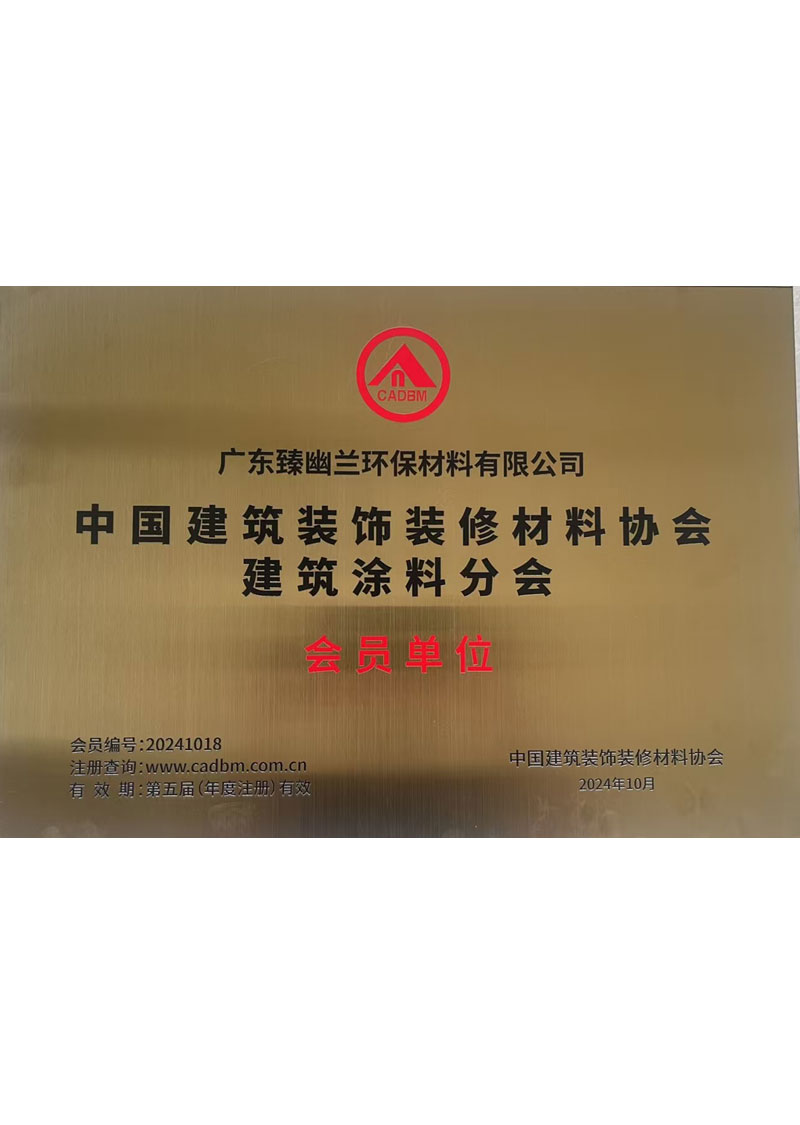 CADBM
广东臻幽兰环保材料有限公司
中国建筑装饰装修材料协会
建筑涂料分会
会员单位
会员编号:20241018
注册查询:www.cadbm.com.cn
有 效 期:第五届(年度注册)有效
中国建筑装饰装修材料协会
2024年10月